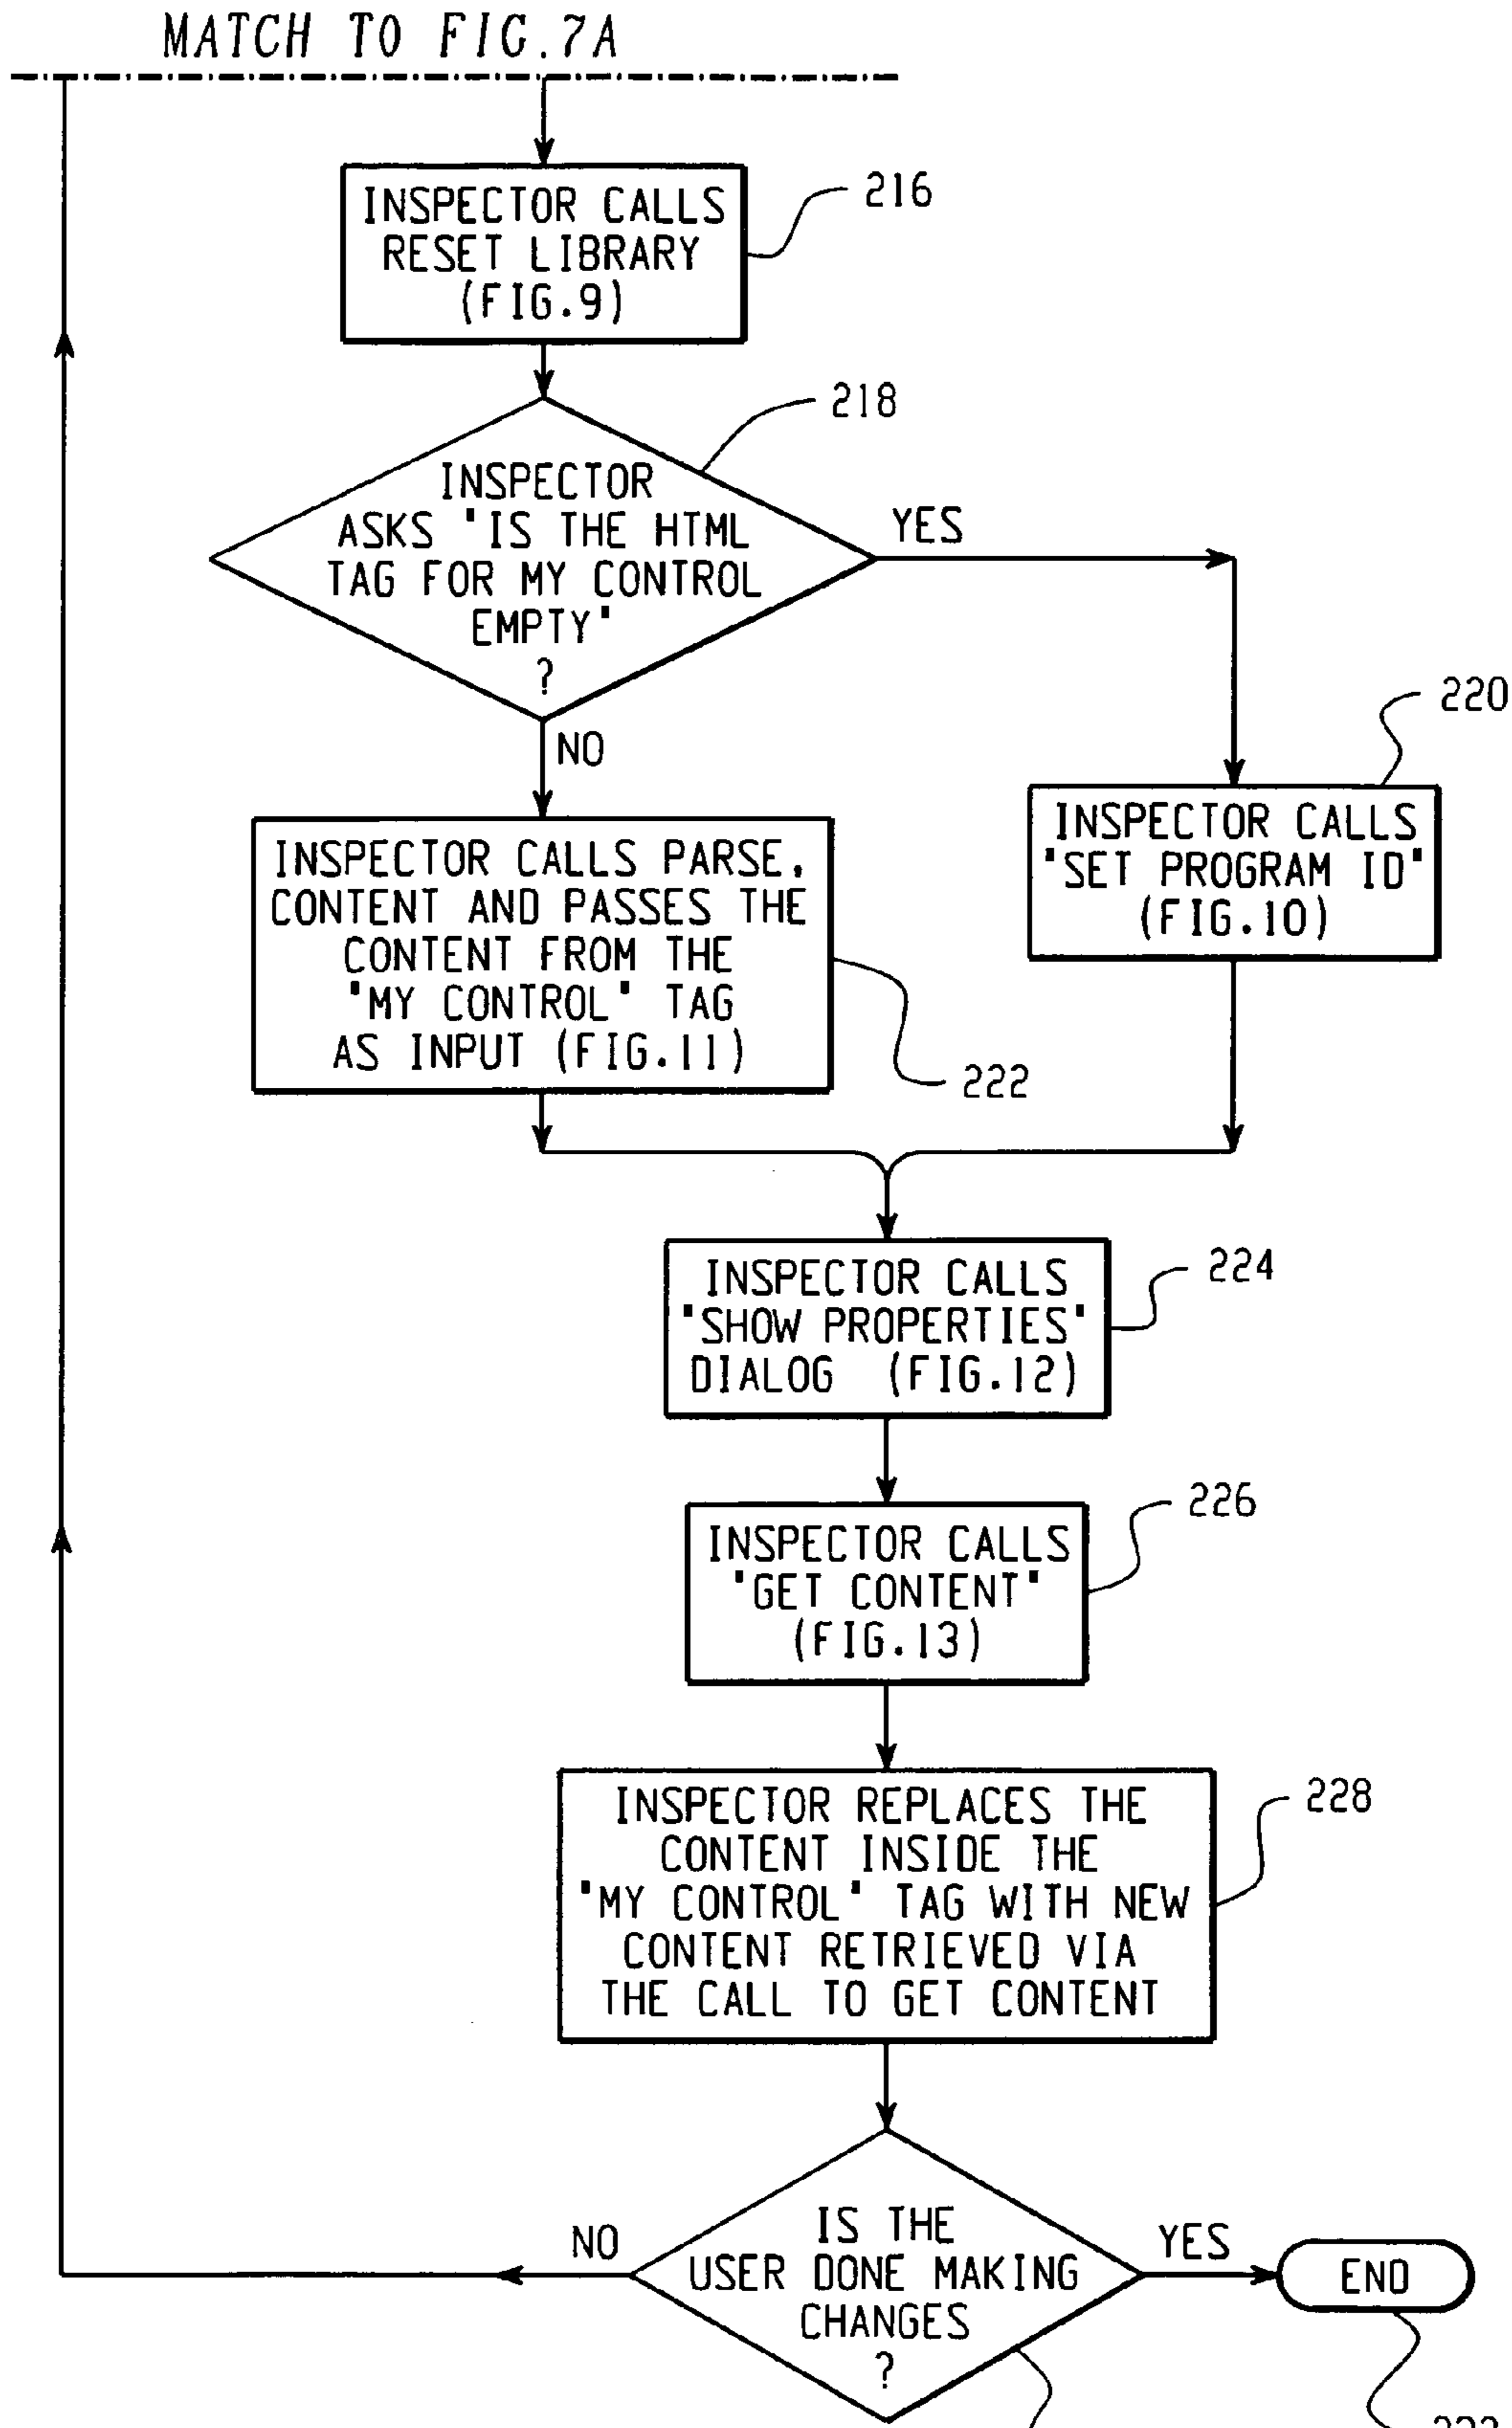 MATCH TO FIG.7A
INSPECTOR CALLS
RESET LIBRARY
(FIG.9)
216
INSPECTOR
ASKS "IS THE HTML
TAG FOR MY CONTROL
EMPTY"
?
218
YES
NO
220
INSPECTOR CALLS
"SET PROGRAM ID"
(FIG.10)
INSPECTOR CALLS PARSE,
CONTENT AND PASSES THE
CONTENT FROM THE
"MY CONTROL" TAG
AS INPUT (FIG.11)
222
INSPECTOR CALLS
"SHOW PROPERTIES"
DIALOG (FIG.12)
224
INSPECTOR CALLS
"GET CONTENT"
(FIG.13)
226
INSPECTOR REPLACES THE
CONTENT INSIDE THE
"MY CONTROL" TAG WITH NEW
CONTENT RETRIEVED VIA
THE CALL TO GET CONTENT
228
IS THE
USER DONE MAKING
CHANGES
?
NO
YES
END